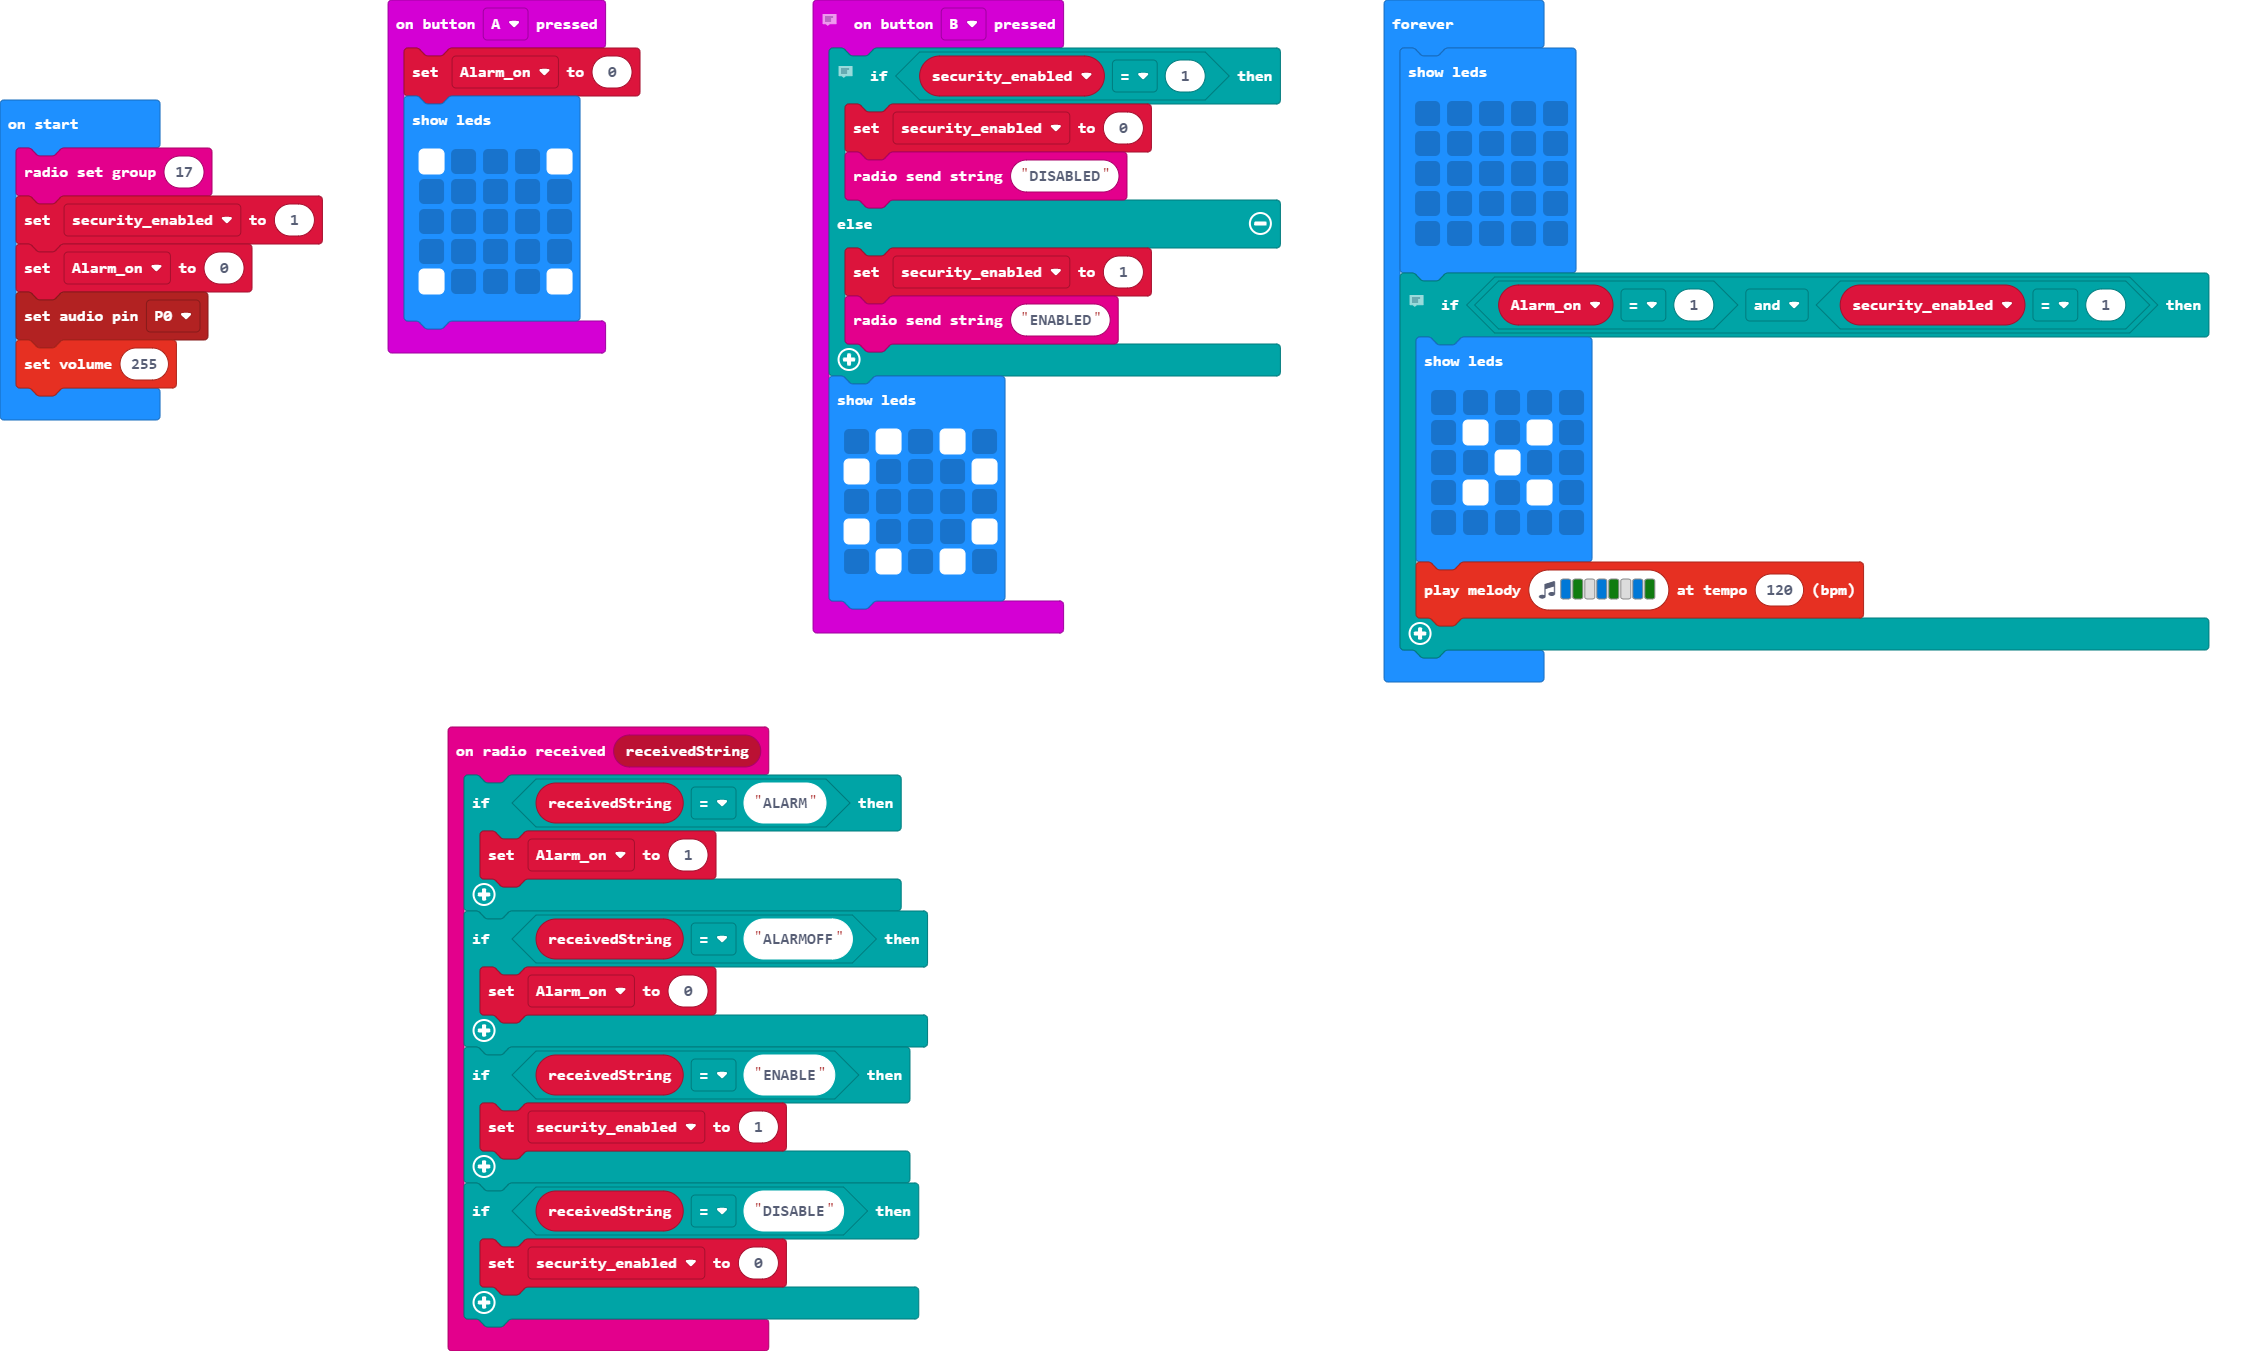 on start
radio set group 17
set security_enabled to 1
set Alarm_on to 0
set audio pin P0
set volume 255
on button A pressed
set Alarm_on to 0
show leds
on button B pressed
if security_enabled = 1 then
set security_enabled to 0
radio send string "DISABLED"
else
set security_enabled to 1
radio send string "ENABLED"
show leds
forever
show leds
if Alarm_on = 1 and security_enabled = 1 then
show leds
play melody at tempo 120 (bpm)
on radio received receivedString
if receivedString = "ALARM" then
set Alarm_on to 1
if receivedString = "ALARMOFF" then
set Alarm_on to 0
if receivedString = "ENABLE" then
set security_enabled to 1
if receivedString = "DISABLE" then
set security_enabled to 0